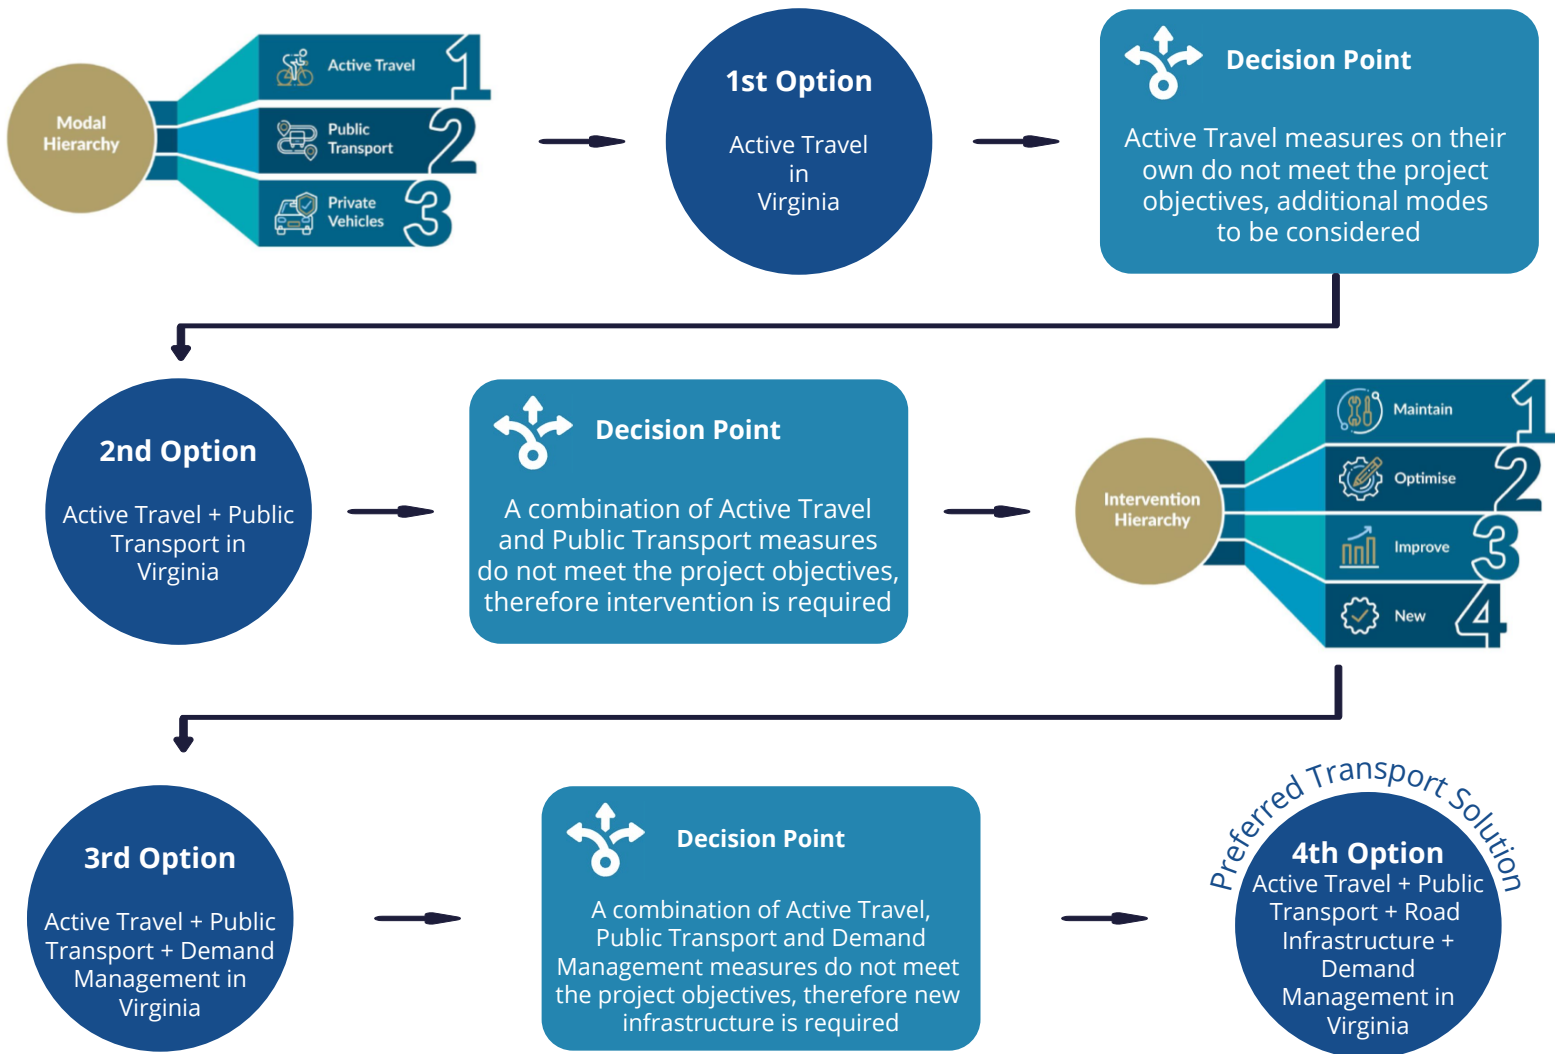 Modal
Hierarchy
Active Travel
1
Public
Transport
2
Private
Vehicles
3
1st Option
Active Travel
in
Virginia
Decision Point
Active Travel measures on their
own do not meet the project
objectives, additional modes
to be considered
2nd Option
Active Travel + Public
Transport in
Virginia
Decision Point
A combination of Active Travel
and Public Transport measures
do not meet the project objectives,
therefore intervention is required
Intervention
Hierarchy
Maintain
1
Optimise
2
Improve
3
New
4
3rd Option
Active Travel + Public
Transport + Demand
Management in
Virginia
Decision Point
A combination of Active Travel,
Public Transport and Demand
Management measures do not meet
the project objectives, therefore new
infrastructure is required
Preferred Transport Solution
4th Option
Active Travel + Public
Transport + Road
Infrastructure +
Demand
Management in
Virginia